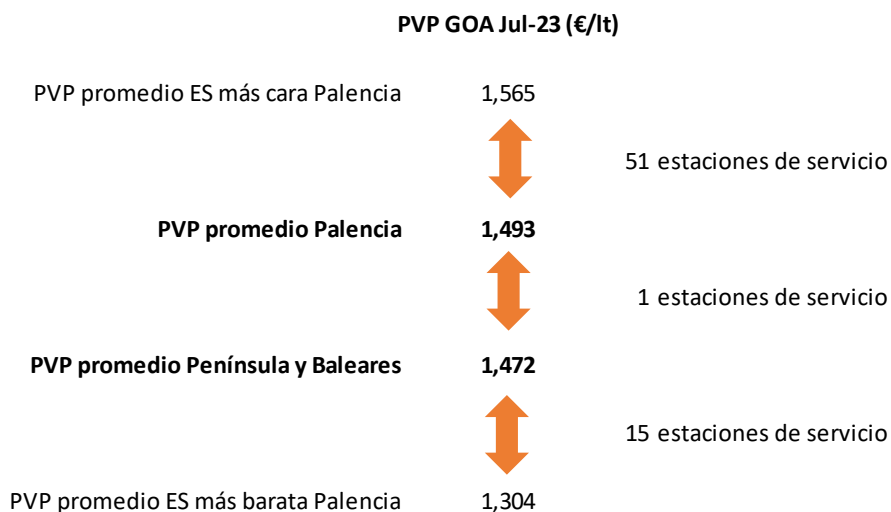 PVP GOA Jul-23 (€/lt)
PVP promedio ES más cara Palencia 1,565
51 estaciones de servicio
PVP promedio Palencia 1,493
1 estaciones de servicio
PVP promedio Península y Baleares 1,472
15 estaciones de servicio
PVP promedio ES más barata Palencia 1,304